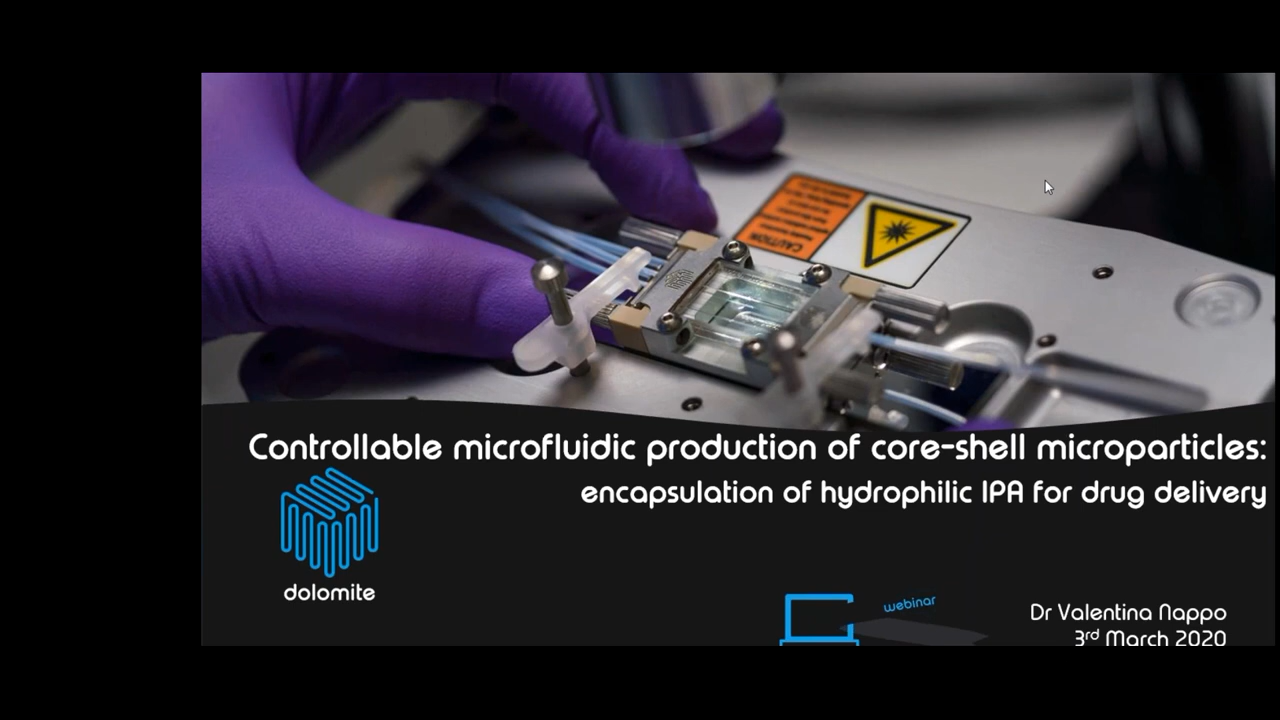 CAUTION
Controllable microfluidic production of core-shell microparticles:
encapsulation of hydrophilic IPA for drug delivery
dolomite
webinar
Dr Valentina Nappo
3rd March 2020